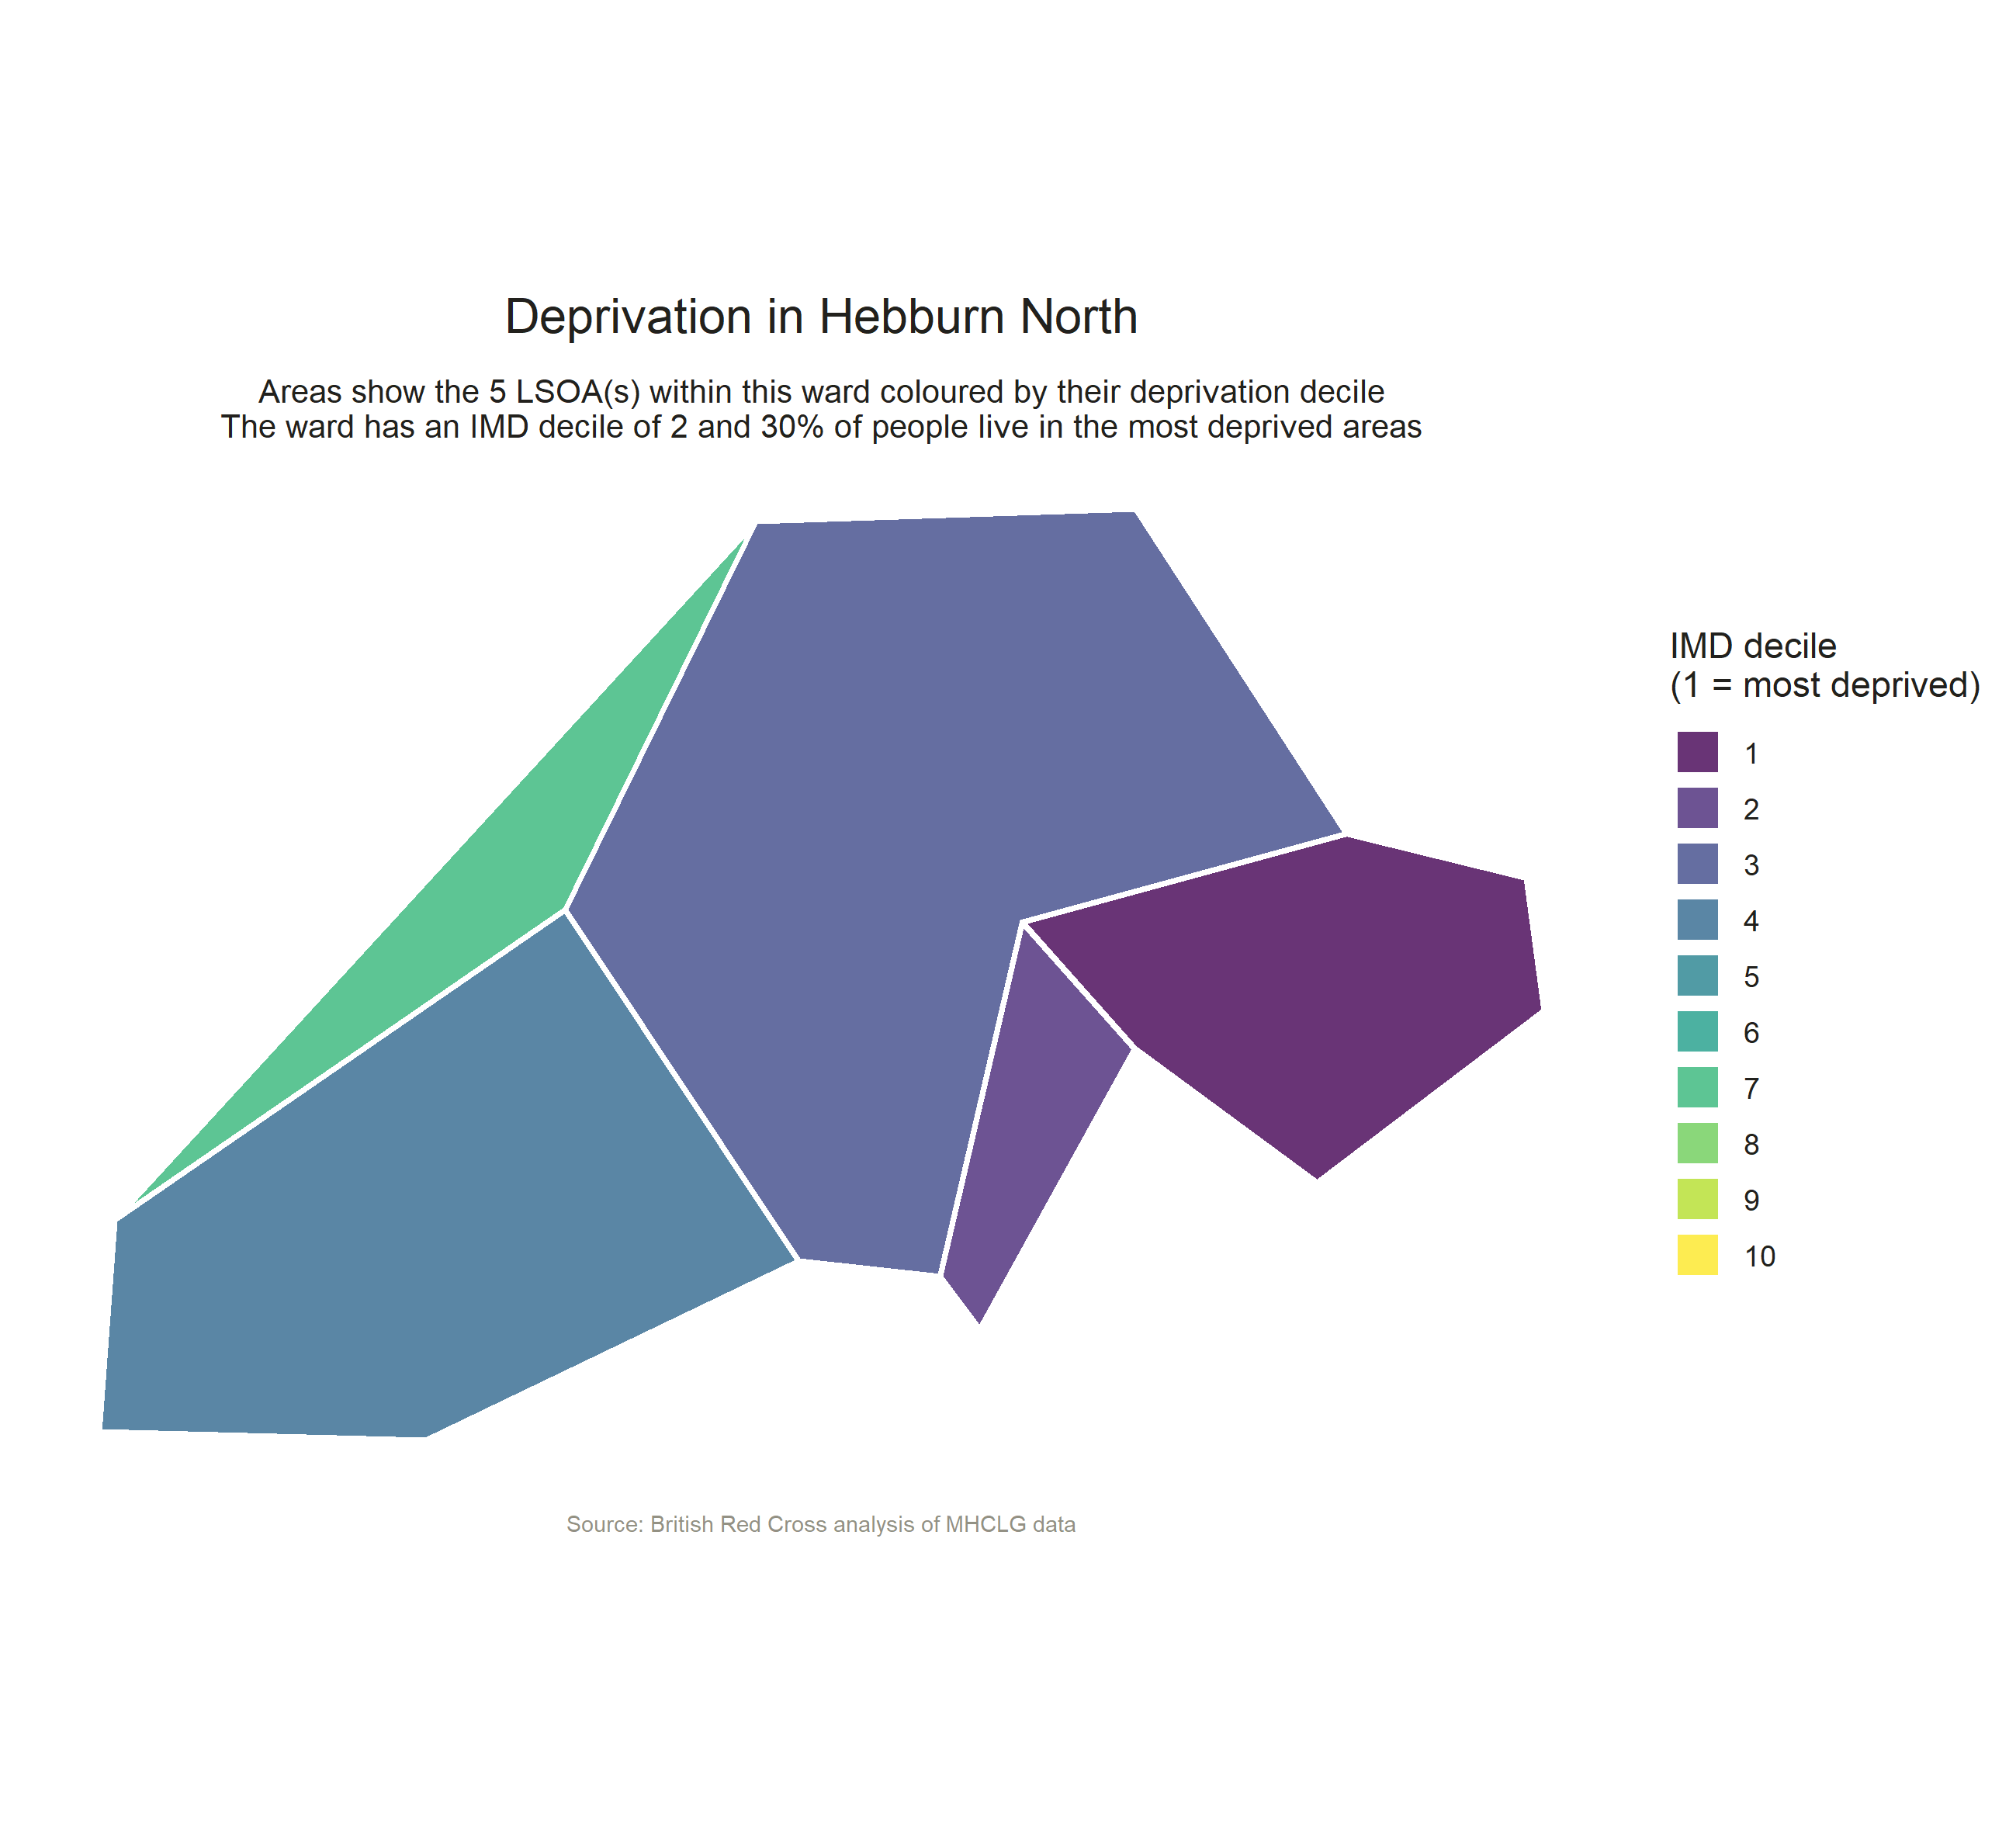 Deprivation in Hebburn North
Areas show the 5 LSOA(s) within this ward coloured by their deprivation decile
The ward has an IMD decile of 2 and 30% of people live in the most deprived areas
IMD decile
(1 = most deprived)
1
2
3
4
5
6
7
8
9
10
Source: British Red Cross analysis of MHCLG data